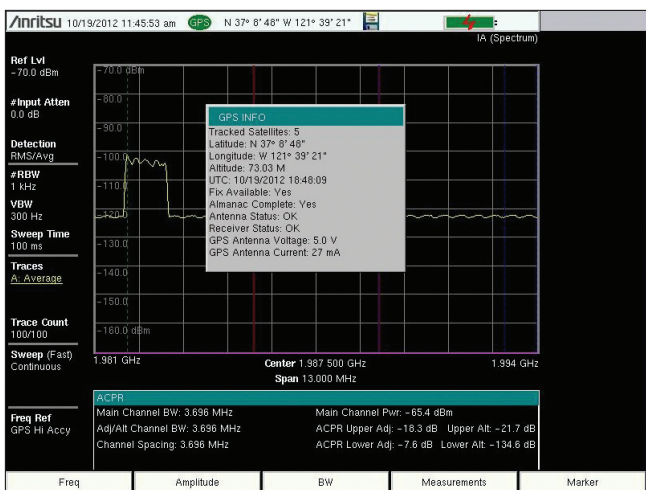 Anritsu 10/19/2012 11:45:53 am GPS N 37° 8' 48" W 121° 39' 21"
IA (Spectrum)
Ref Lvl
-70.0 dBm
#Input Atten
0.0 dB
Detection
RMS/Avg
#RBW
1 kHz
VBW
300 Hz
Sweep Time
100 ms
Traces
A: Average
Trace Count
100/100
Sweep (Fast)
Continuous
Freq Ref
GPS Hi Accy
-70.0 dBm
-80.0
-90.0
-100.0
-110.0
-120.0
-130.0
-140.0
-150.0
-160.0 dBm
GPS INFO
Tracked Satellites: 5
Latitude: N 37° 8' 48"
Longitude: W 121° 39' 21"
Altitude: 73.03 M
UTC: 10/19/2012 18:48:09
Fix Available: Yes
Almanac Complete: Yes
Antenna Status: OK
Receiver Status: OK
GPS Antenna Voltage: 5.0 V
GPS Antenna Current: 27 mA
1.981 GHz
Center 1.987 500 GHz
1.994 GHz
Span 13.000 MHz
ACPR
Main Channel BW: 3.696 MHz Main Channel Pwr: -65.4 dBm
Adj/Alt Channel BW: 3.696 MHz ACPR Upper Adj: -18.3 dB Upper Alt: -21.7 dB
Channel Spacing: 3.696 MHz ACPR Lower Adj: -7.6 dB Lower Alt: -134.6 dB
Freq Amplitude BW Measurements Marker